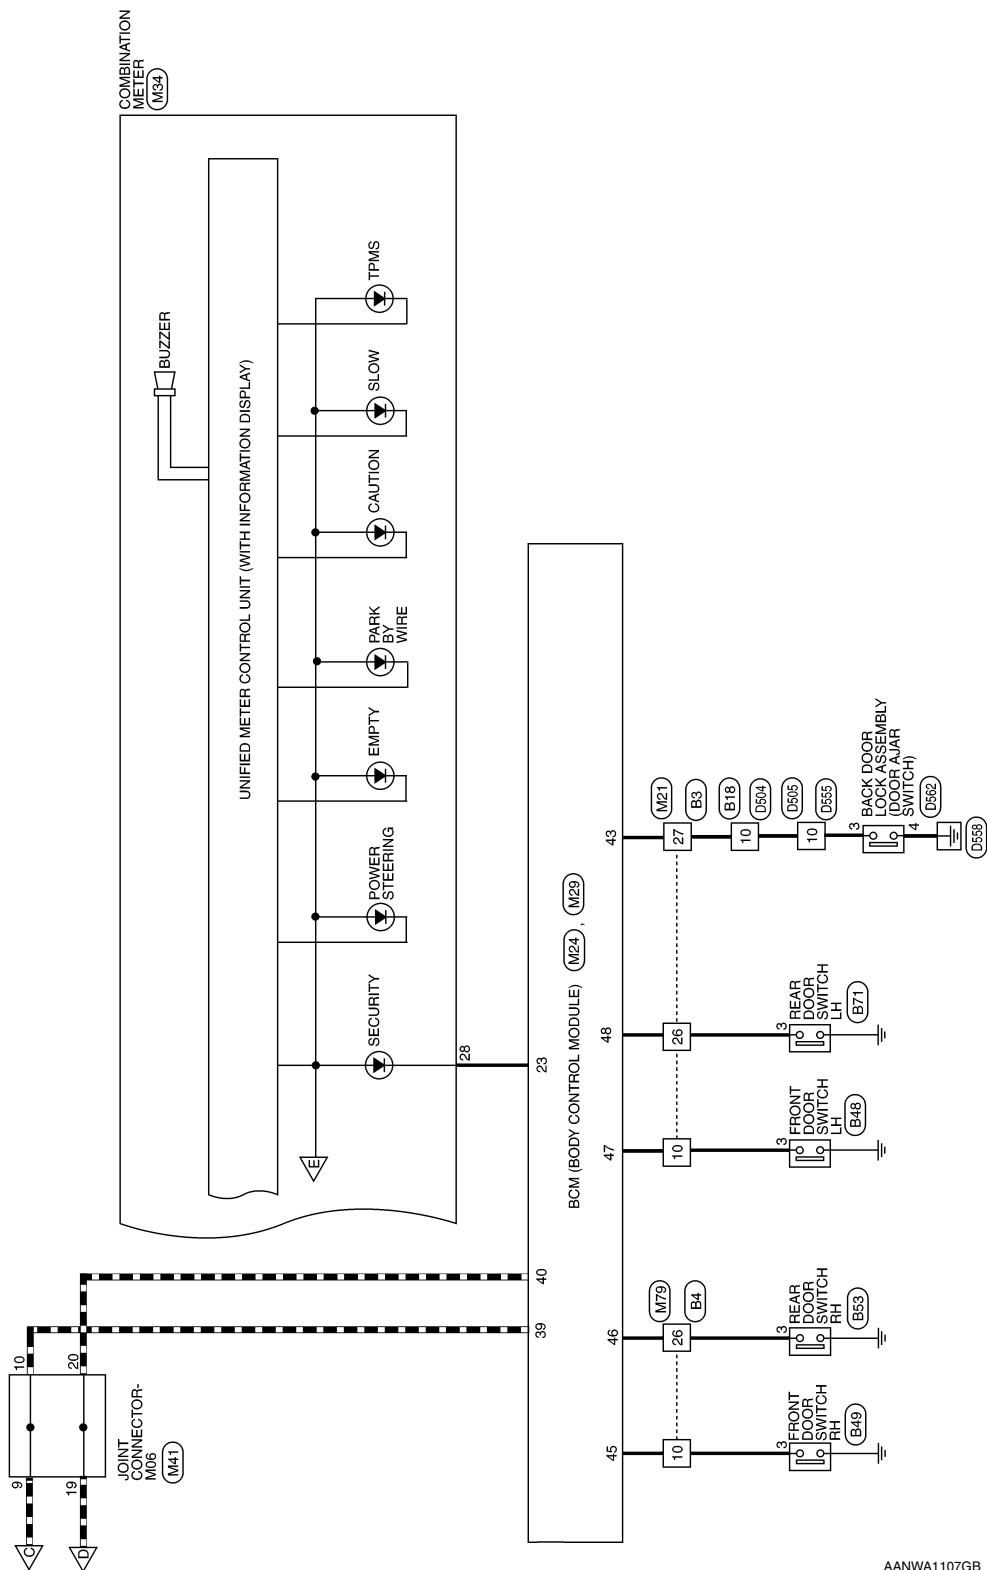 COMBINATION
METER
M34
BUZZER
UNIFIED METER CONTROL UNIT (WITH INFORMATION DISPLAY)
TPMS
SLOW
CAUTION
PARK
BY
WIRE
EMPTY
POWER
STEERING
SECURITY
E
28
23
BCM (BODY CONTROL MODULE)
M24 , M29
40
39
10
20
JOINT
CONNECTOR-
M06
M41
9
19
C
D
43
M21
27
B3
B18
10
D504
D505
10
D555
3
4
BACK DOOR
LOCK ASSEMBLY
(DOOR AJAR
SWITCH)
D562
D558
48
26
3
REAR
DOOR
SWITCH
LH
B71
47
10
3
FRONT
DOOR
SWITCH
LH
B48
46
M79
26
B4
3
REAR
DOOR
SWITCH
RH
B53
45
10
3
FRONT
DOOR
SWITCH
RH
B49
AANWA1107GB